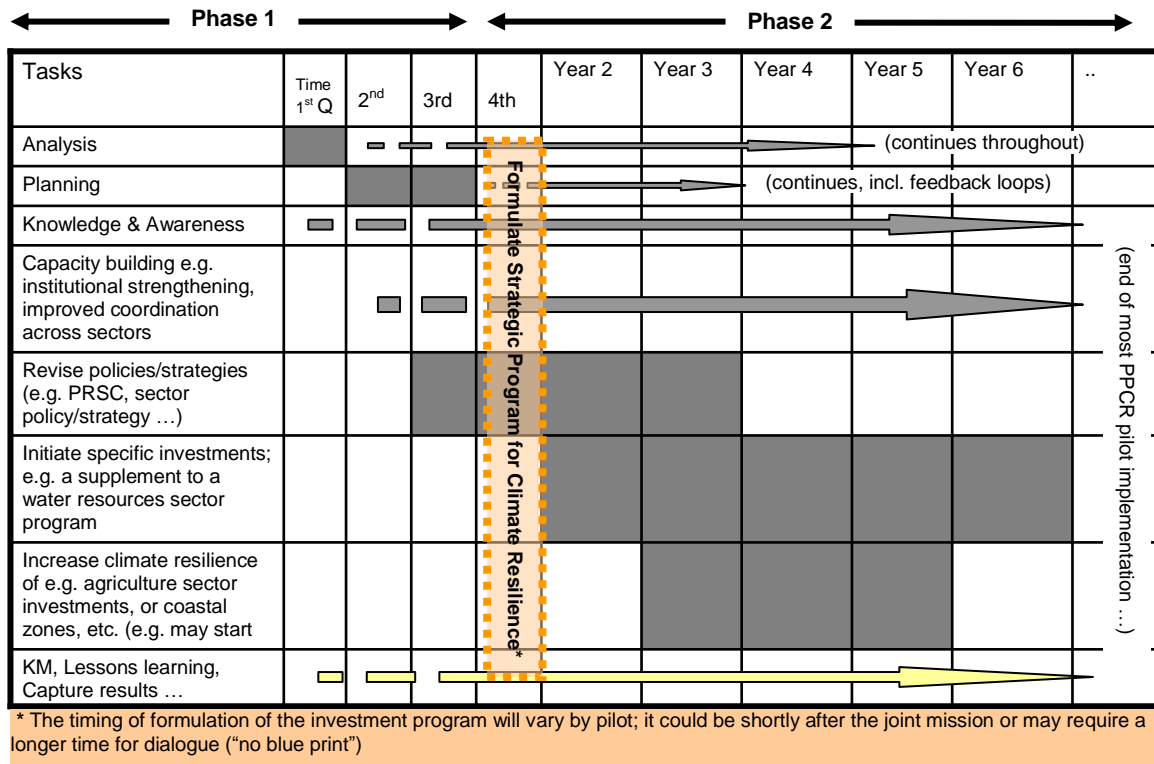 Phase 1
Phase 2
Tasks
Time
1st Q
2nd
3rd
4th
Year 2
Year 3
Year 4
Year 5
Year 6
..
Analysis
(continues throughout)
Planning
(continues, incl. feedback loops)
Knowledge & Awareness
Capacity building e.g.
institutional strengthening,
improved coordination
across sectors
Revise policies/strategies
(e.g. PRSC, sector
policy/strategy …)
Initiate specific investments;
e.g. a supplement to a
water resources sector
program
Increase climate resilience
of e.g. agriculture sector
investments, or coastal
zones, etc. (e.g. may start
KM, Lessons learning,
Capture results …
Formulate Strategic Program for Climate Resilience*
(end of most PPCR pilot implementation …)
* The timing of formulation of the investment program will vary by pilot; it could be shortly after the joint mission or may require a
longer time for dialogue (“no blue print”)